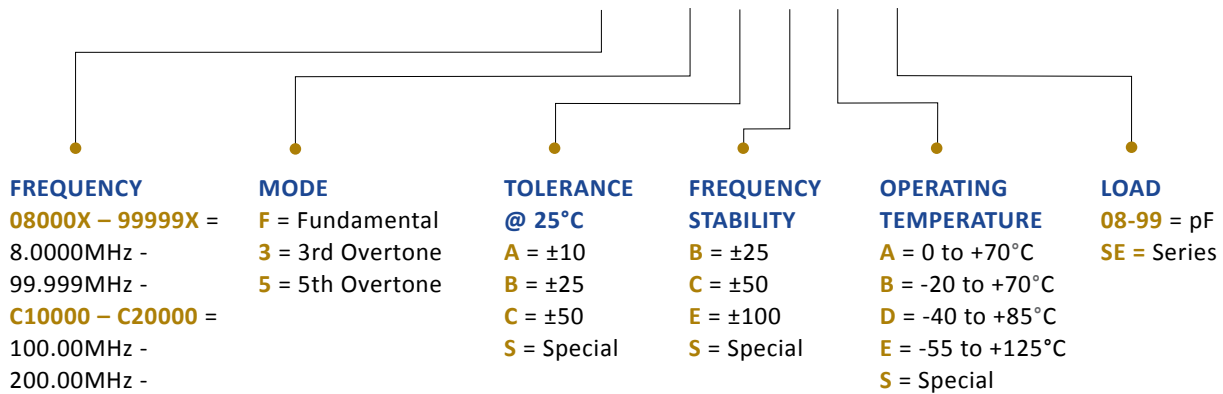 FREQUENCY
08000X – 99999X =
8.0000MHz -
99.999MHz -
C10000 – C20000 =
100.00MHz -
200.00MHz -
MODE
F = Fundamental
3 = 3rd Overtone
5 = 5th Overtone
TOLERANCE
@ 25°C
A = ±10
B = ±25
C = ±50
S = Special
FREQUENCY
STABILITY
B = ±25
C = ±50
E = ±100
S = Special
OPERATING
TEMPERATURE
A = 0 to +70°C
B = -20 to +70°C
D = -40 to +85°C
E = -55 to +125°C
S = Special
LOAD
08-99 = pF
SE = Series